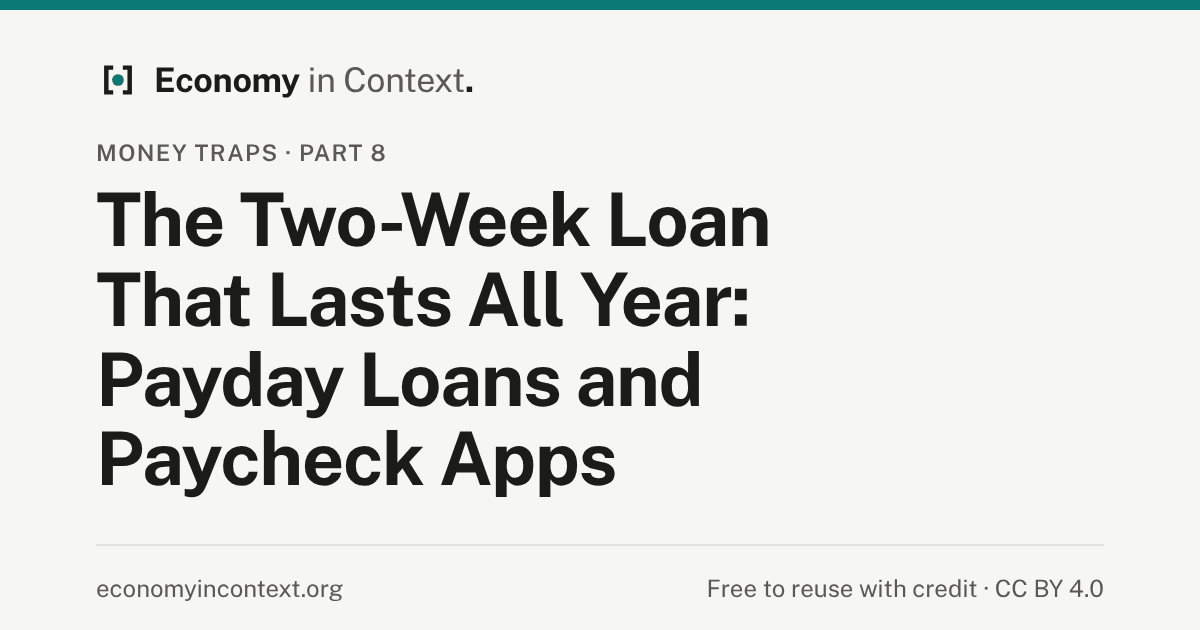 Economy in Context.
MONEY TRAPS · PART 8
The Two-Week Loan
That Lasts All Year:
Payday Loans and
Paycheck Apps
economyincontext.org
Free to reuse with credit · CC BY 4.0